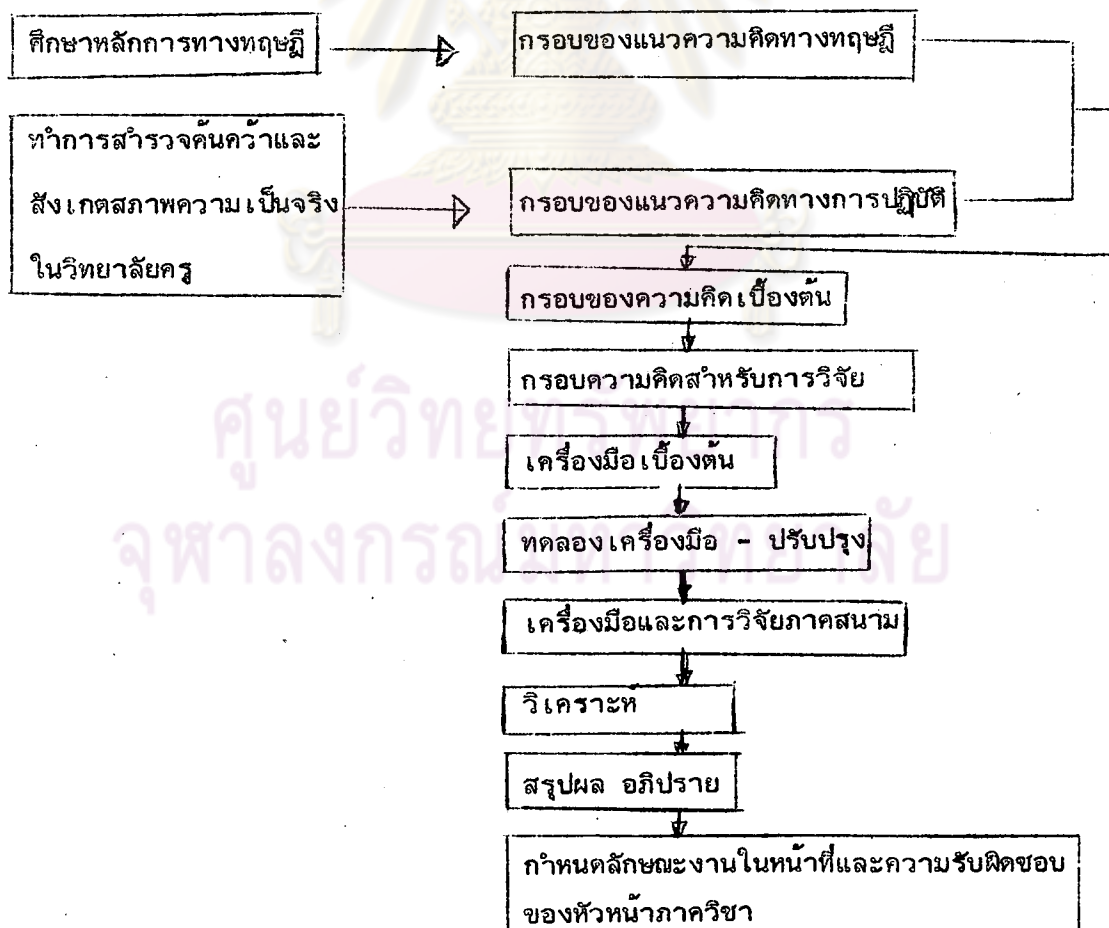 ศึกษาหลักการทางทฤษฎี
กรอบของแนวความคิดทางทฤษฎี
ทำการสำรวจค้นคว้าและ
สังเกตสภาพความเป็นจริง
ในวิทยาลัยครู
กรอบของแนวความคิดทางการปฏิบัติ
กรอบของความคิดเบื้องต้น
กรอบความคิดสำหรับการวิจัย
เครื่องมือเบื้องต้น
ทดลองเครื่องมือ - ปรับปรุง
เครื่องมือและการวิจัยภาคสนาม
วิเคราะห์
สรุปผล อภิปราย
กำหนดลักษณะงานในหน้าที่และความรับผิดชอบ
ของหัวหน้าภาควิชา
ศูนย์วิทยทรัพยากร
จุฬาลงกรณ์มหาวิทยาลัย